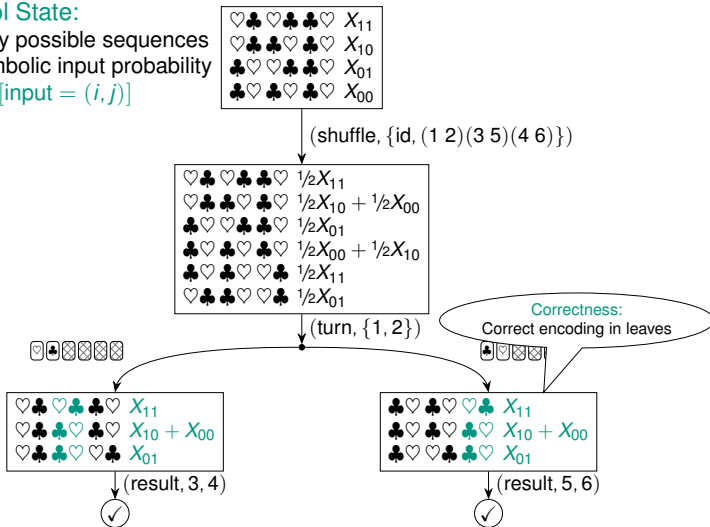 ol State:
y possible sequences
mbolic input probability
[input = (i, j)]
♡♣ ♡♣ ♣♡ X₁₁
♡♣ ♣♡ ♣♡ X₁₀
♣♡ ♡♣ ♣♡ X₀₁
♣♡ ♣♡ ♣♡ X₀₀
(shuffle, {id, (1 2)(3 5)(4 6)})
♡♣ ♡♣ ♣♡ ½X₁₁
♡♣ ♣♡ ♣♡ ½X₁₀ + ½X₀₀
♣♡ ♡♣ ♣♡ ½X₀₁
♣♡ ♣♡ ♣♡ ½X₀₀ + ½X₁₀
♣♡ ♣♡ ♡♣ ½X₁₁
♡♣ ♣♡ ♡♣ ½X₀₁
(turn, {1, 2})
Correctness:
Correct encoding in leaves
♡ ♣
♣ ♡
♡♣ ♡♣ ♣♡ X₁₁
♡♣ ♣♡ ♣♡ X₁₀ + X₀₀
♡♣ ♣♡ ♡♣ X₀₁
(result, 3, 4)
✓
♣♡ ♣♡ ♡♣ X₁₁
♣♡ ♣♡ ♣♡ X₁₀ + X₀₀
♣♡ ♡♣ ♣♡ X₀₁
(result, 5, 6)
✓